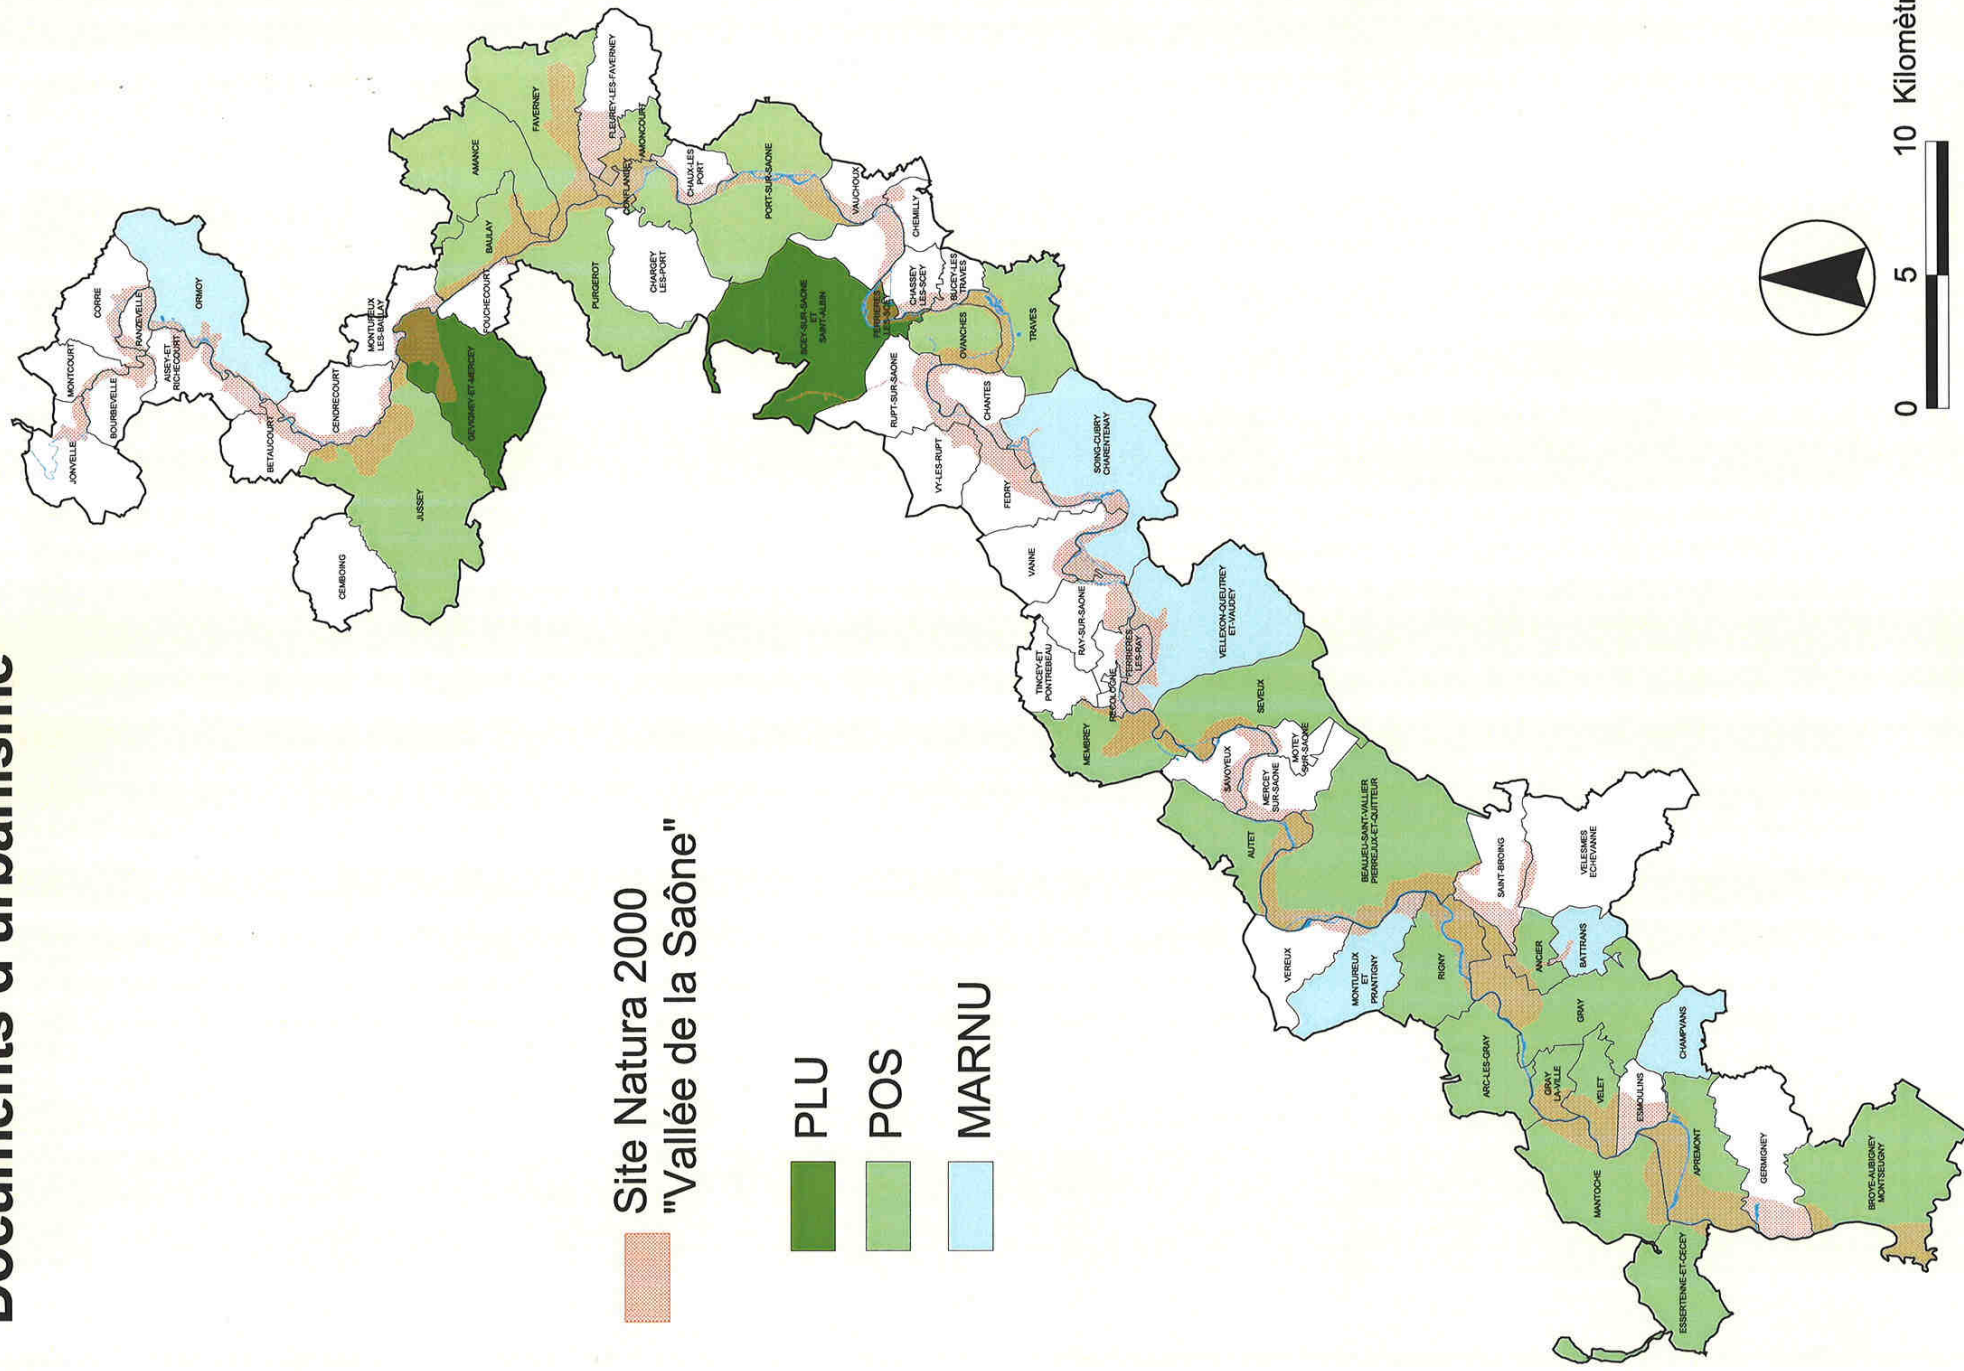 Documents d'urbanisme
JONVELLE
MONTCOURT
BOURBEVELLE
CORRE
RANZEVELLE
AISEY-ET
RICHECOURT
ORMOY
BETAUCOURT
CENDRECOURT
MONTUREUX
LES-BAULAY
CEMBOING
JUSSEY
GEVIGNEY-ET-MERCEY
FOUCHECOURT
BAULAY
AMANCE
FAVERNEY
FLEUREY-LES-FAVERNEY
AMONCOURT
CONFLANDEY
PURGEROT
CHARGEY
LES-PORT
CHAUX-LES
PORT
PORT-SUR-SAONE
VAUCHOUX
CHEMILLY
SCEY-SUR-SAONE
ET
SAINT-ALBIN
FERRIERES
LES-SCEY
CHASSEY
LES-SCEY
BUCEY-LES
TRAVES
OVANCHES
TRAVES
RUPT-SUR-SAONE
CHANTES
VY-LES-RUPT
FEDRY
SOING-CUBRY
CHARENTENAY
VANNE
RAY-SUR-SAONE
TINCEY-ET
PONTREBEAU
RECOLOGNE
FERRIERES
LES-RAY
VELLEXON-QUEUTREY
ET-VAUDEY
MEMBREY
SEVEUX
SAVOYEUX
MERCEY
SUR-SAONE
MOTEY
SUR-SAONE
AUTET
BEAUJEU-SAINT-VALLIER
PIERREJUX-ET-QUITTEUR
VEREUX
MONTUREUX
ET
PRANTIGNY
SAINT-BROING
VELESMES
ECHEVANNE
RIGNY
ANCIER
BATTRANS
ARC-LES-GRAY
GRAY
GRAY
LA-VILLE
VELET
CHAMPVANS
ESMOULINS
MANTOCHE
APREMONT
GERMIGNEY
ESSERTENNE-ET-CECEY
BROYE-AUBIGNEY
MONTSEUGNY
Site Natura 2000
"Vallée de la Saône"
PLU
POS
MARNU
0 5 10 Kilomètr